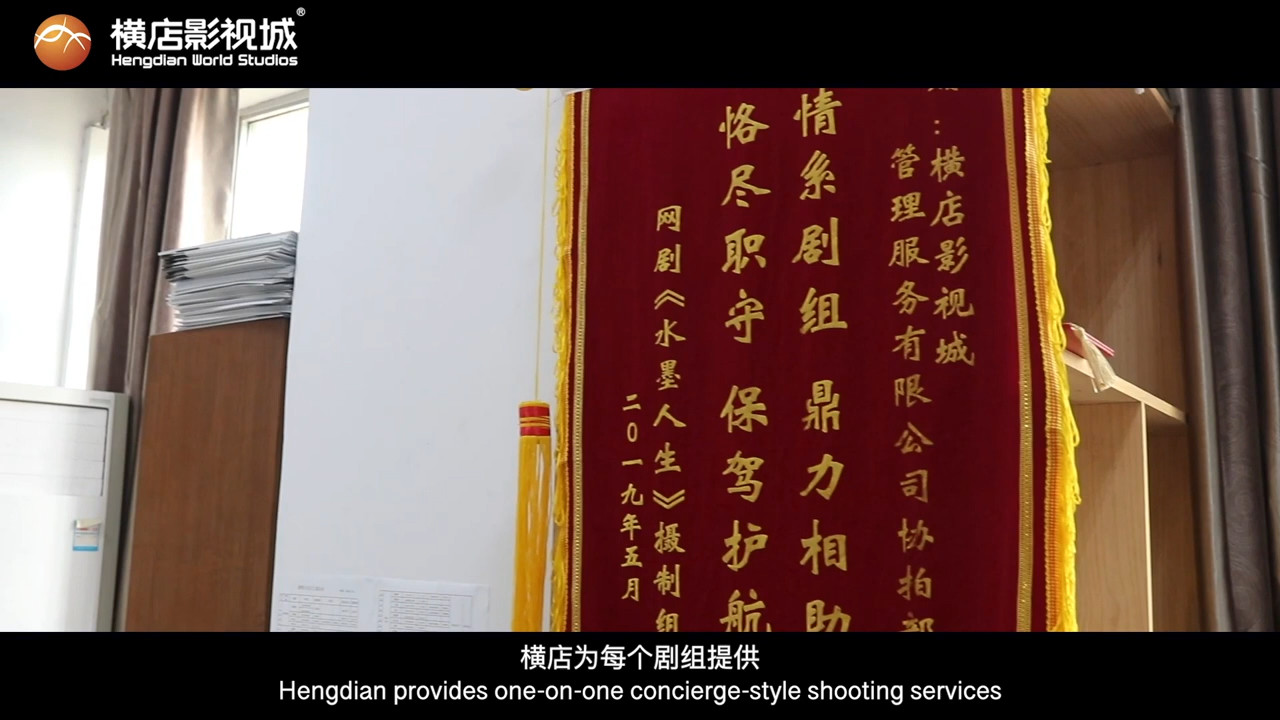 横店影视城®
Hengdian World Studios
：横店影视城
管理服务有限公司协拍部
情系剧组 鼎力相助
恪尽职守 保驾护航
网剧《水墨人生》摄制组
二0一九年五月
横店为每个剧组提供
Hengdian provides one-on-one concierge-style shooting services